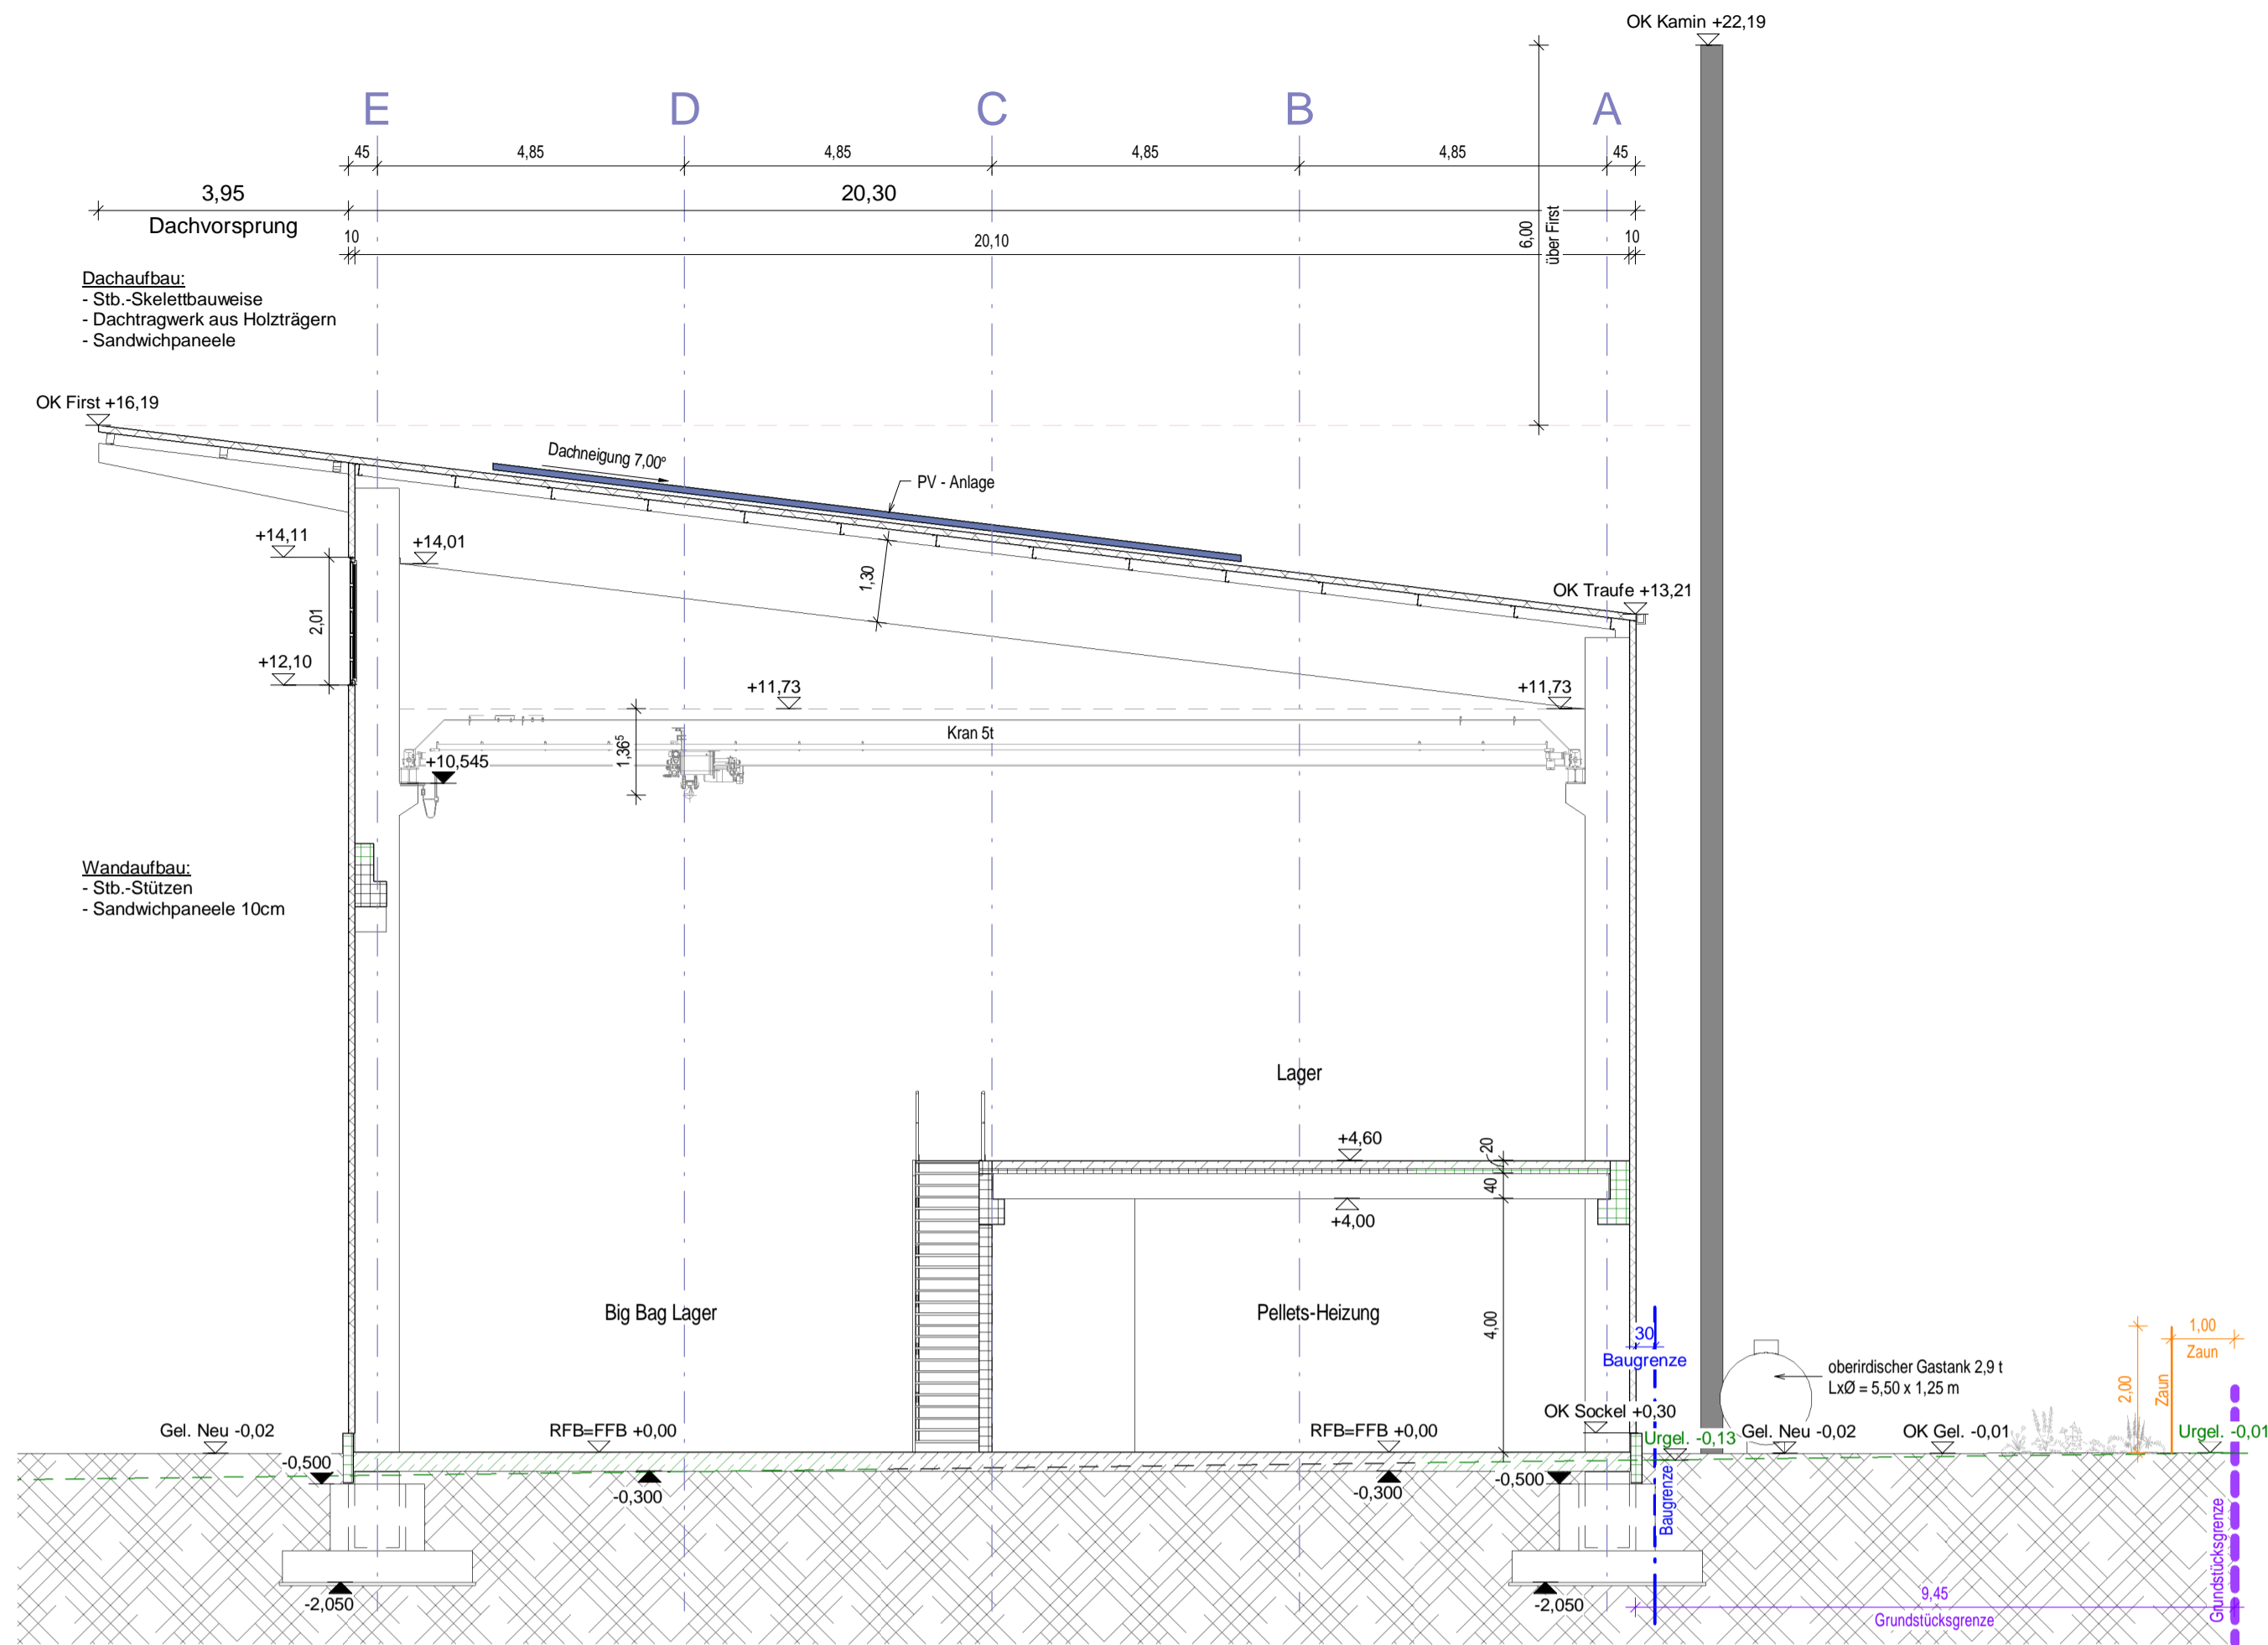 OK Kamin +22,19
E
D
C
B
A
45
4,85
4,85
4,85
4,85
45
3,95
20,30
Dachvorsprung
10
20,10
10
6,00
über First
Dachaufbau:
- Stb.-Skelettbauweise
- Dachtragwerk aus Holzträgern
- Sandwichpaneele
OK First +16,19
Dachneigung 7,00°
PV - Anlage
+14,11
+14,01
1,30
2,01
OK Traufe +13,21
+12,10
+11,73
+11,73
Kran 5t
1,36⁵
+10,545
Wandaufbau:
- Stb.-Stützen
- Sandwichpaneele 10cm
Lager
+4,60
20
40
+4,00
Big Bag Lager
Pellets-Heizung
4,00
30
Baugrenze
1,00
Zaun
2,00
Zaun
oberirdischer Gastank 2,9 t
LxØ = 5,50 x 1,25 m
OK Sockel +0,30
Gel. Neu -0,02
RFB=FFB +0,00
RFB=FFB +0,00
Urgel. -0,13
Gel. Neu -0,02
OK Gel. -0,01
Urgel. -0,01
-0,500
-0,300
-0,300
-0,500
Baugrenze
Grundstücksgrenze
-2,050
-2,050
9,45
Grundstücksgrenze